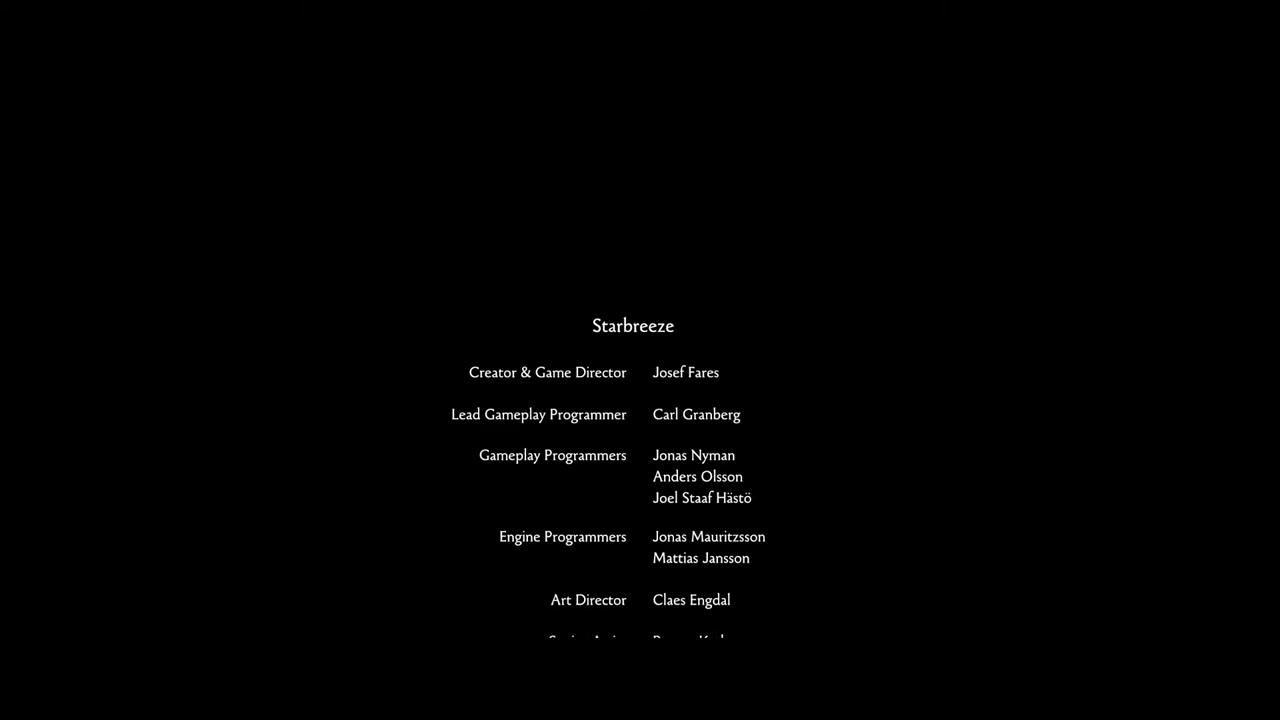 Starbreeze
Creator & Game Director Josef Fares
Lead Gameplay Programmer Carl Granberg
Gameplay Programmers Jonas Nyman
Anders Olsson
Joel Staaf Hästö
Engine Programmers Jonas Mauritzsson
Mattias Jansson
Art Director Claes Engdal